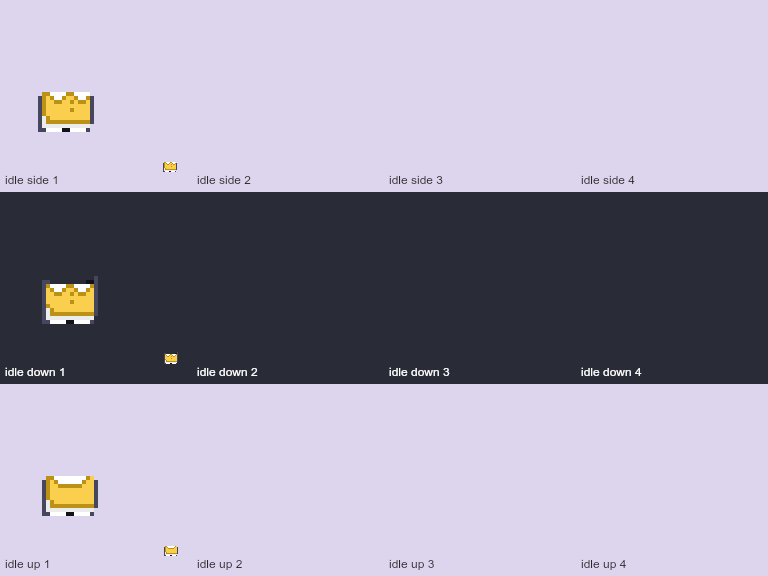 idle side 1
idle side 2
idle side 3
idle side 4
idle down 1
idle down 2
idle down 3
idle down 4
idle up 1
idle up 2
idle up 3
idle up 4